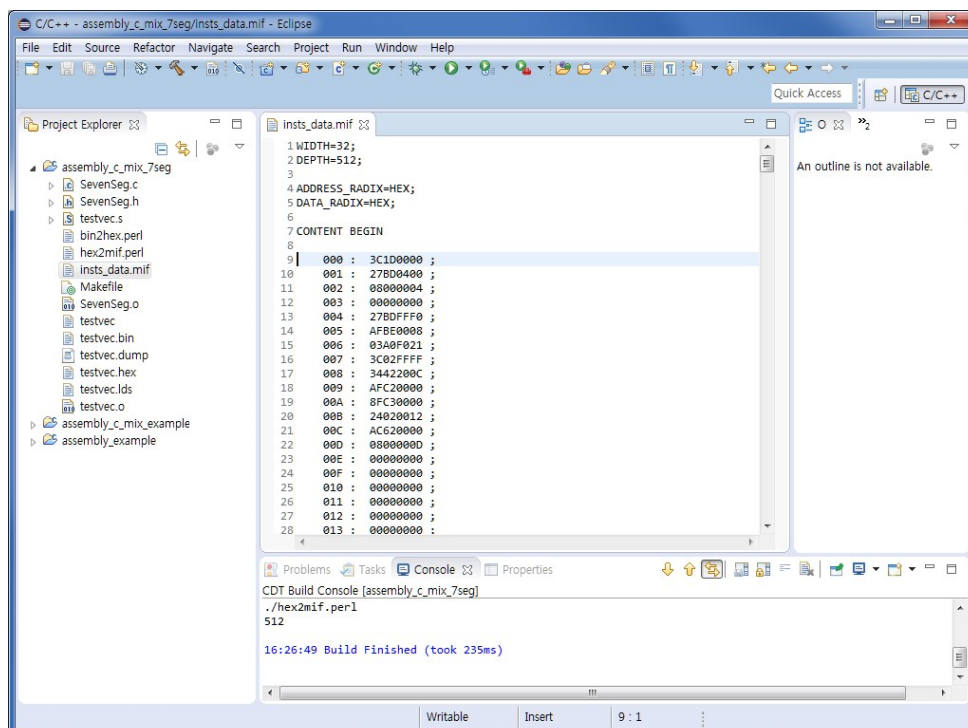 C/C++ - assembly_c_mix_7seg/insts_data.mif - Eclipse
File Edit Source Refactor Navigate Search Project Run Window Help
Quick Access
C/C++
Project Explorer
assembly_c_mix_7seg
SevenSeg.c
SevenSeg.h
testvec.s
bin2hex.perl
hex2mif.perl
insts_data.mif
Makefile
SevenSeg.o
testvec
testvec.bin
testvec.dump
testvec.hex
testvec.lds
testvec.o
assembly_c_mix_example
assembly_example
insts_data.mif
1 WIDTH=32;
2 DEPTH=512;
3
4 ADDRESS_RADIX=HEX;
5 DATA_RADIX=HEX;
6
7 CONTENT BEGIN
8
9 000 : 3C1D0000 ;
10 001 : 27BD0400 ;
11 002 : 08000004 ;
12 003 : 00000000 ;
13 004 : 27BDFFF0 ;
14 005 : AFBE0008 ;
15 006 : 03A0F021 ;
16 007 : 3C02FFFF ;
17 008 : 3442200C ;
18 009 : AFC20000 ;
19 00A : 8FC30000 ;
20 00B : 24020012 ;
21 00C : AC620000 ;
22 00D : 0800000D ;
23 00E : 00000000 ;
24 00F : 00000000 ;
25 010 : 00000000 ;
26 011 : 00000000 ;
27 012 : 00000000 ;
28 013 : 00000000 ;
O
»2
An outline is not available.
Problems Tasks Console Properties
CDT Build Console [assembly_c_mix_7seg]
./hex2mif.perl
512
16:26:49 Build Finished (took 235ms)
Writable Insert 9 : 1